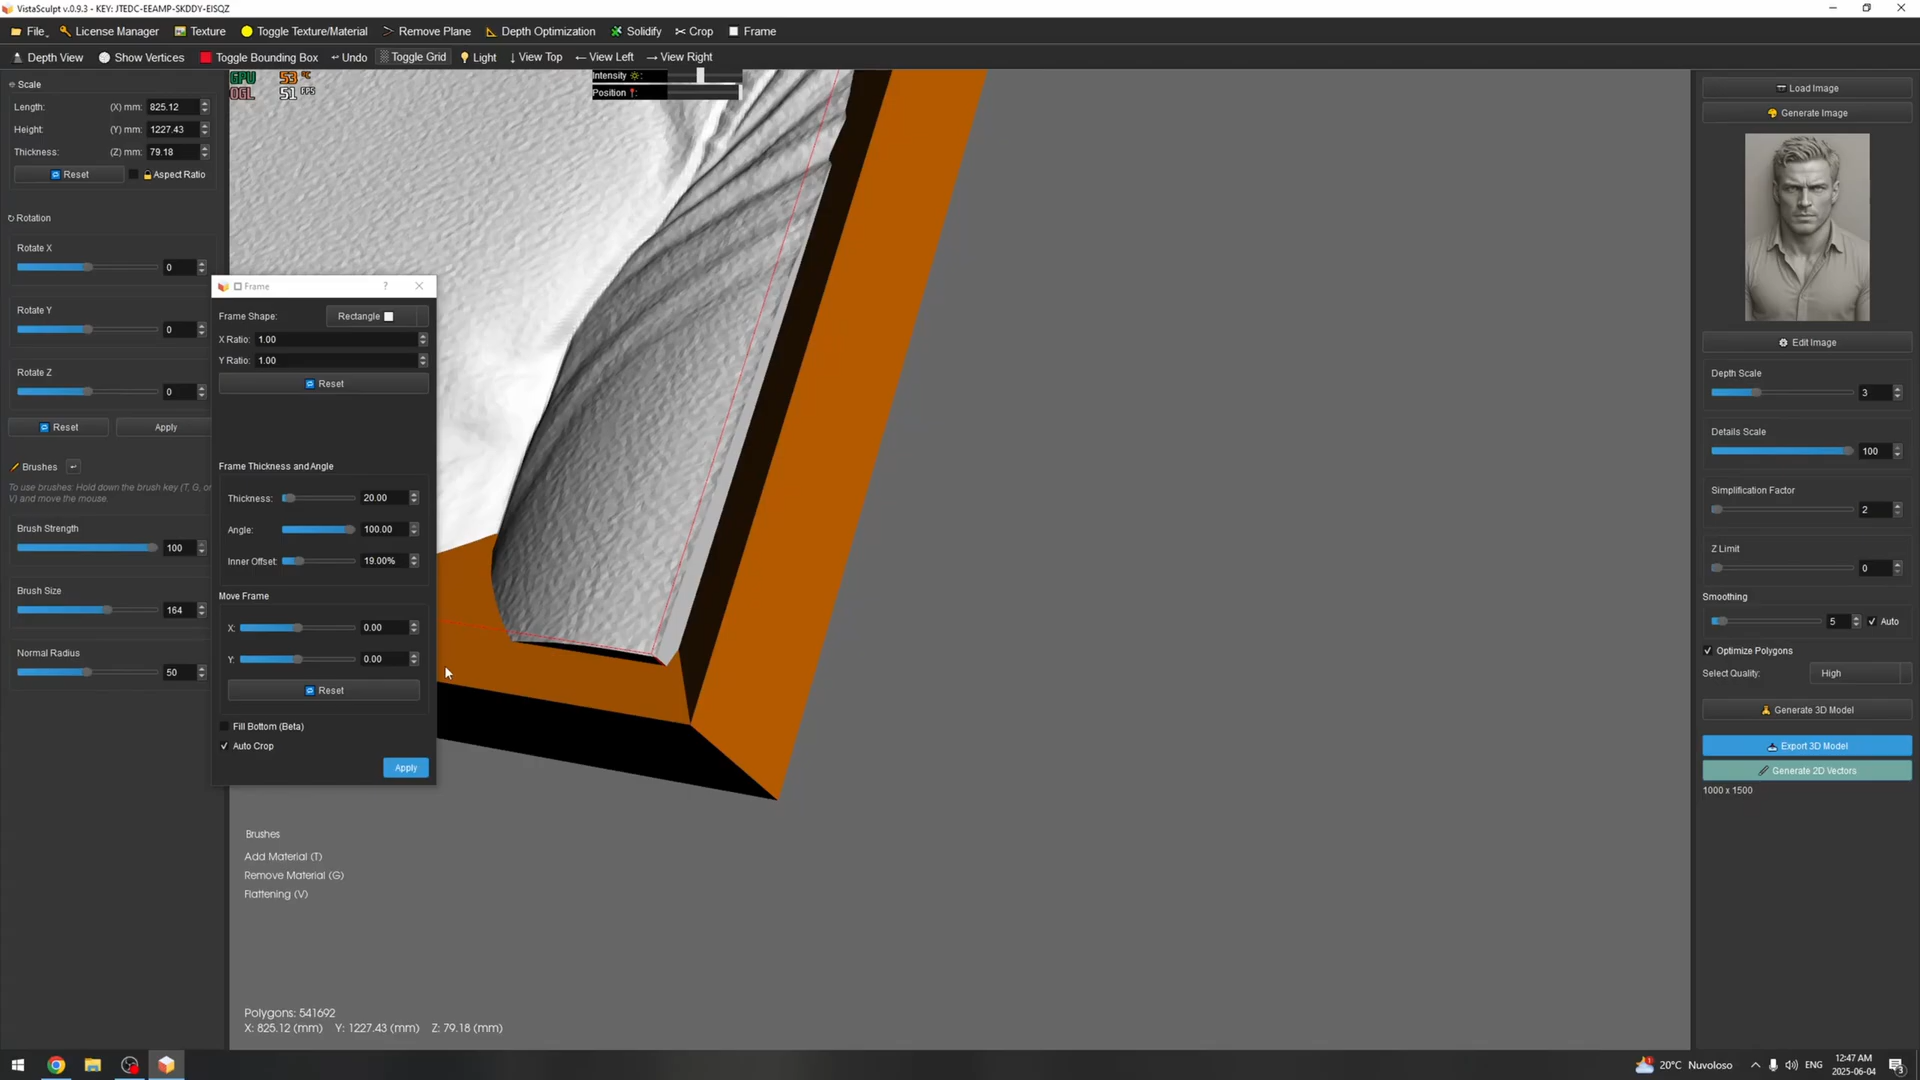 VistaSculpt v.0.9.3 - KEY: JTEDC-EEAMP-SKDDY-EISQZ
File
License Manager
Texture
Toggle Texture/Material
Remove Plane
Depth Optimization
Solidify
Crop
Frame
Depth View
Show Vertices
Toggle Bounding Box
Undo
Toggle Grid
Light
↓ View Top
← View Left
→ View Right
Scale
Length: (X) mm: 825.12
Height: (Y) mm: 1227.43
Thickness: (Z) mm: 79.18
Reset
Aspect Ratio
Rotation
Rotate X
0
Rotate Y
0
Rotate Z
0
Reset
Apply
Brushes
To use brushes: Hold down the brush key (T, G, or
V) and move the mouse.
Brush Strength
100
Brush Size
164
Normal Radius
50
GPU 53 °C
OGL 51 FPS
Intensity :
Position :
Frame
?
Frame Shape: Rectangle
X Ratio: 1.00
Y Ratio: 1.00
Reset
Frame Thickness and Angle
Thickness: 20.00
Angle: 100.00
Inner Offset: 19.00%
Move Frame
X: 0.00
Y: 0.00
Reset
Fill Bottom (Beta)
Auto Crop
Apply
Brushes
Add Material (T)
Remove Material (G)
Flattening (V)
Polygons: 541692
X: 825.12 (mm) Y: 1227.43 (mm) Z: 79.18 (mm)
Load Image
Generate Image
Edit Image
Depth Scale
3
Details Scale
100
Simplification Factor
2
Z Limit
0
Smoothing
5
Auto
Optimize Polygons
Select Quality: High
Generate 3D Model
Export 3D Model
Generate 2D Vectors
1000 x 1500
20°C Nuvoloso
ENG
12:47 AM
2025-06-04
3